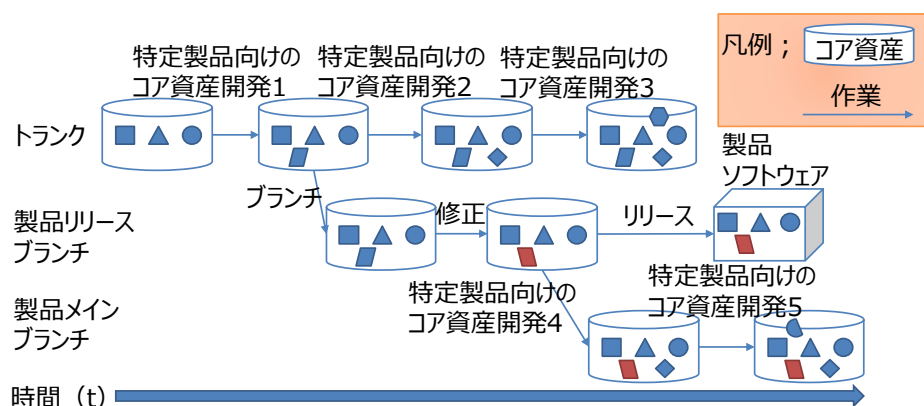 特定製品向けの
コア資産開発1
特定製品向けの
コア資産開発2
特定製品向けの
コア資産開発3
凡例；
コア資産
作業
トランク
ブランチ
製品
ソフトウェア
製品リリース
ブランチ
修正
リリース
特定製品向けの
コア資産開発4
特定製品向けの
コア資産開発5
製品メイン
ブランチ
時間（t）